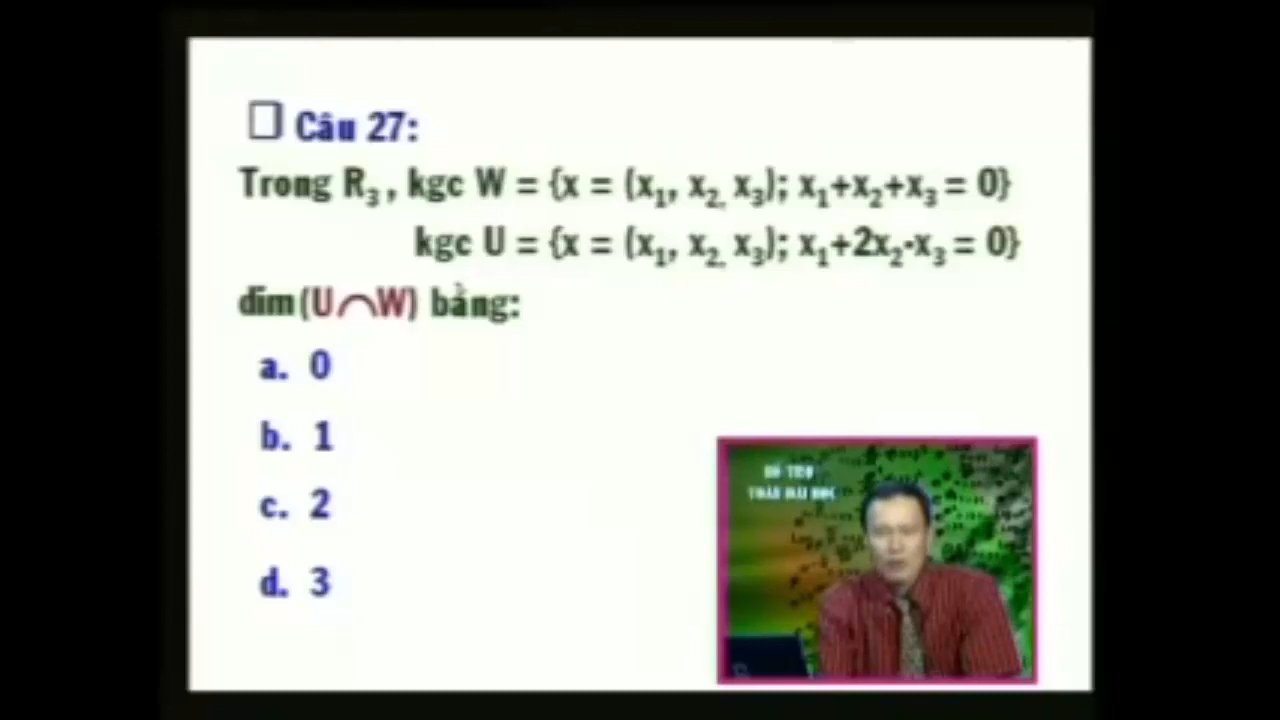 Câu 27:
Trong R₃, kgc W = {x = (x₁, x₂, x₃); x₁+x₂+x₃ = 0}
kgc U = {x = (x₁, x₂, x₃); x₁+2x₂-x₃ = 0}
dim(U∩W) bằng:
a. 0
b. 1
c. 2
d. 3